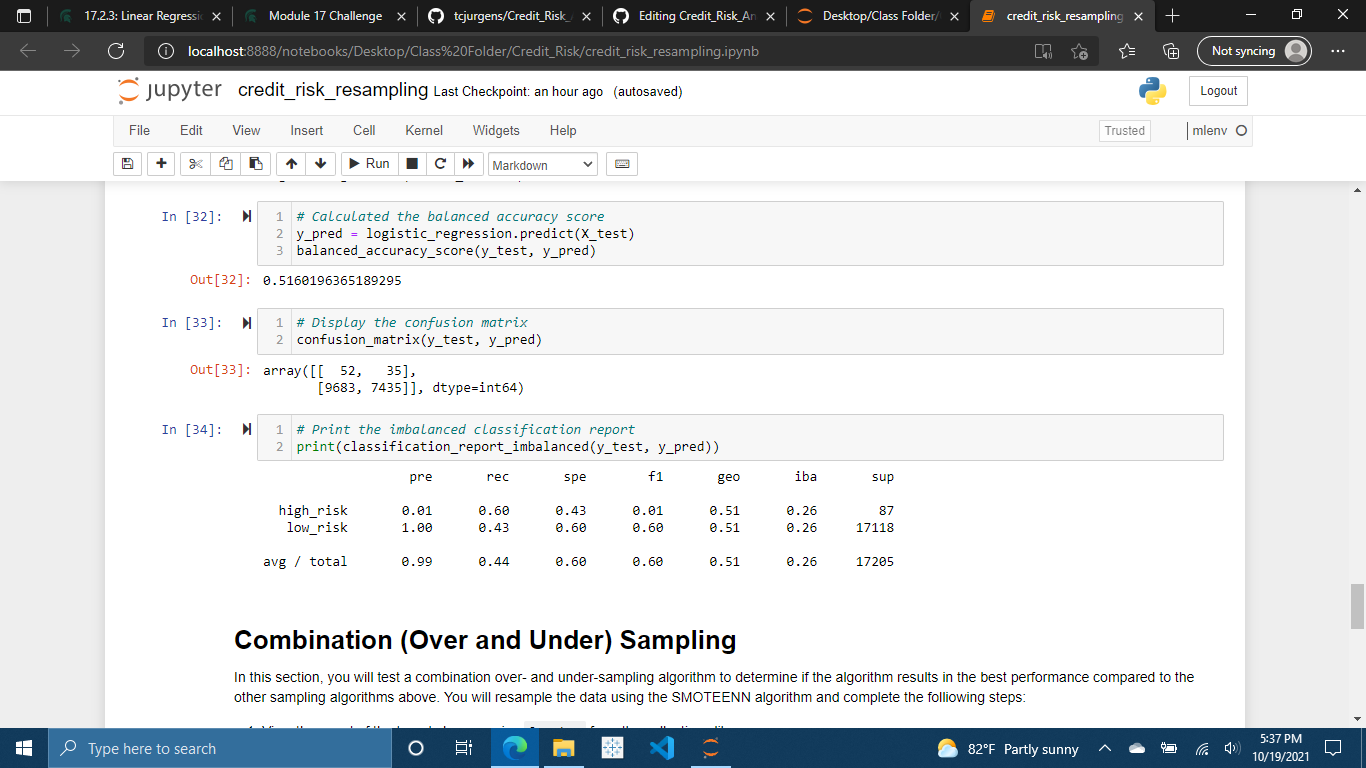 17.2.3: Linear Regressi
Module 17 Challenge
tcjurgens/Credit_Risk_
Editing Credit_Risk_An
Desktop/Class Folder/
credit_risk_resampling
localhost:8888/notebooks/Desktop/Class%20Folder/Credit_Risk/credit_risk_resampling.ipynb
Not syncing
jupyter credit_risk_resampling Last Checkpoint: an hour ago (autosaved)
Logout
File Edit View Insert Cell Kernel Widgets Help
Trusted
mlenv
Run
Markdown
In [32]:
1 # Calculated the balanced accuracy score
2 y_pred = logistic_regression.predict(X_test)
3 balanced_accuracy_score(y_test, y_pred)
Out[32]: 0.5160196365189295
In [33]:
1 # Display the confusion matrix
2 confusion_matrix(y_test, y_pred)
Out[33]: array([[  52,   35],
[9683, 7435]], dtype=int64)
In [34]:
1 # Print the imbalanced classification report
2 print(classification_report_imbalanced(y_test, y_pred))
pre rec spe f1 geo iba sup
high_risk 0.01 0.60 0.43 0.01 0.51 0.26 87
low_risk 1.00 0.43 0.60 0.60 0.51 0.26 17118
avg / total 0.99 0.44 0.60 0.60 0.51 0.26 17205
Combination (Over and Under) Sampling
In this section, you will test a combination over- and under-sampling algorithm to determine if the algorithm results in the best performance compared to the
other sampling algorithms above. You will resample the data using the SMOTEENN algorithm and complete the following steps:
Type here to search
82°F Partly sunny
5:37 PM
10/19/2021